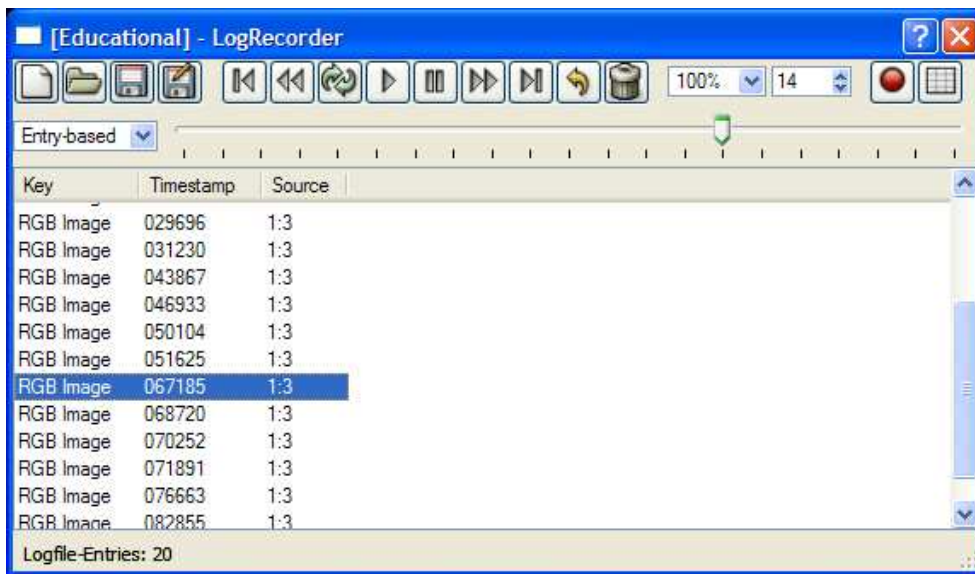 [Educational] - LogRecorder
100% 14
Entry-based
Key Timestamp Source
RGB Image 029696 1:3
RGB Image 031230 1:3
RGB Image 043867 1:3
RGB Image 046933 1:3
RGB Image 050104 1:3
RGB Image 051625 1:3
RGB Image 067185 1:3
RGB Image 068720 1:3
RGB Image 070252 1:3
RGB Image 071891 1:3
RGB Image 076663 1:3
RGB Image 082855 1:3
Logfile-Entries: 20